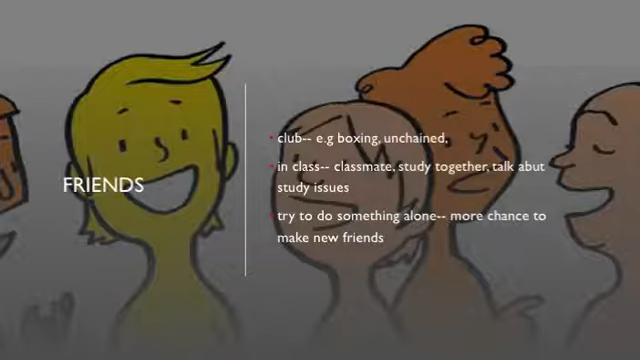 FRIENDS
club-- e.g boxing, unchained,
in class-- classmate, study together, talk abut
study issues
try to do something alone-- more chance to
make new friends